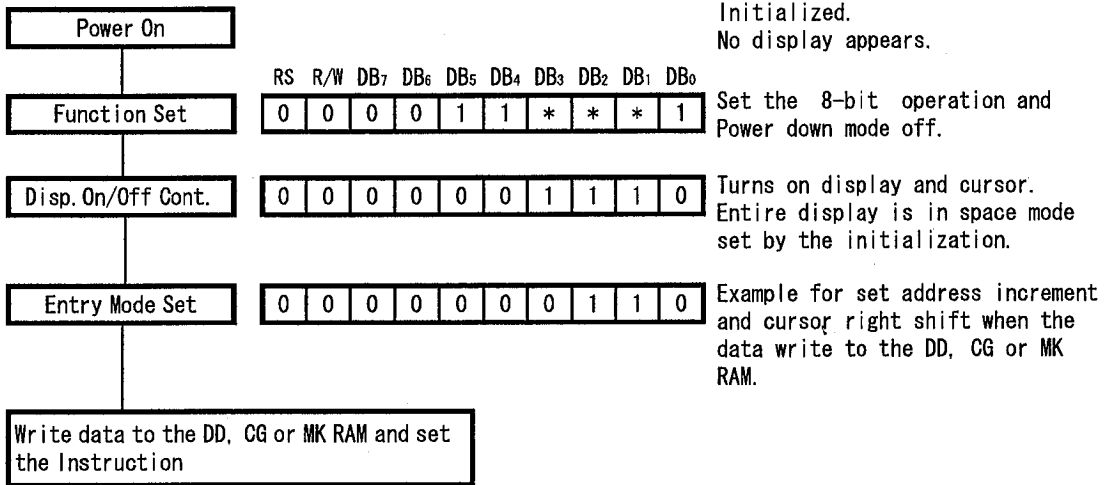 Power On
Initialized.
No display appears.
RS R/W DB7 DB6 DB5 DB4 DB3 DB2 DB1 DB0
Function Set 0 0 0 0 1 1 * * * 1
Set the 8-bit operation and
Power down mode off.
Disp. On/Off Cont. 0 0 0 0 0 0 1 1 1 0
Turns on display and cursor.
Entire display is in space mode
set by the initialization.
Entry Mode Set 0 0 0 0 0 0 0 1 1 0
Example for set address increment
and cursor right shift when the
data write to the DD, CG or MK
RAM.
Write data to the DD, CG or MK RAM and set
the Instruction